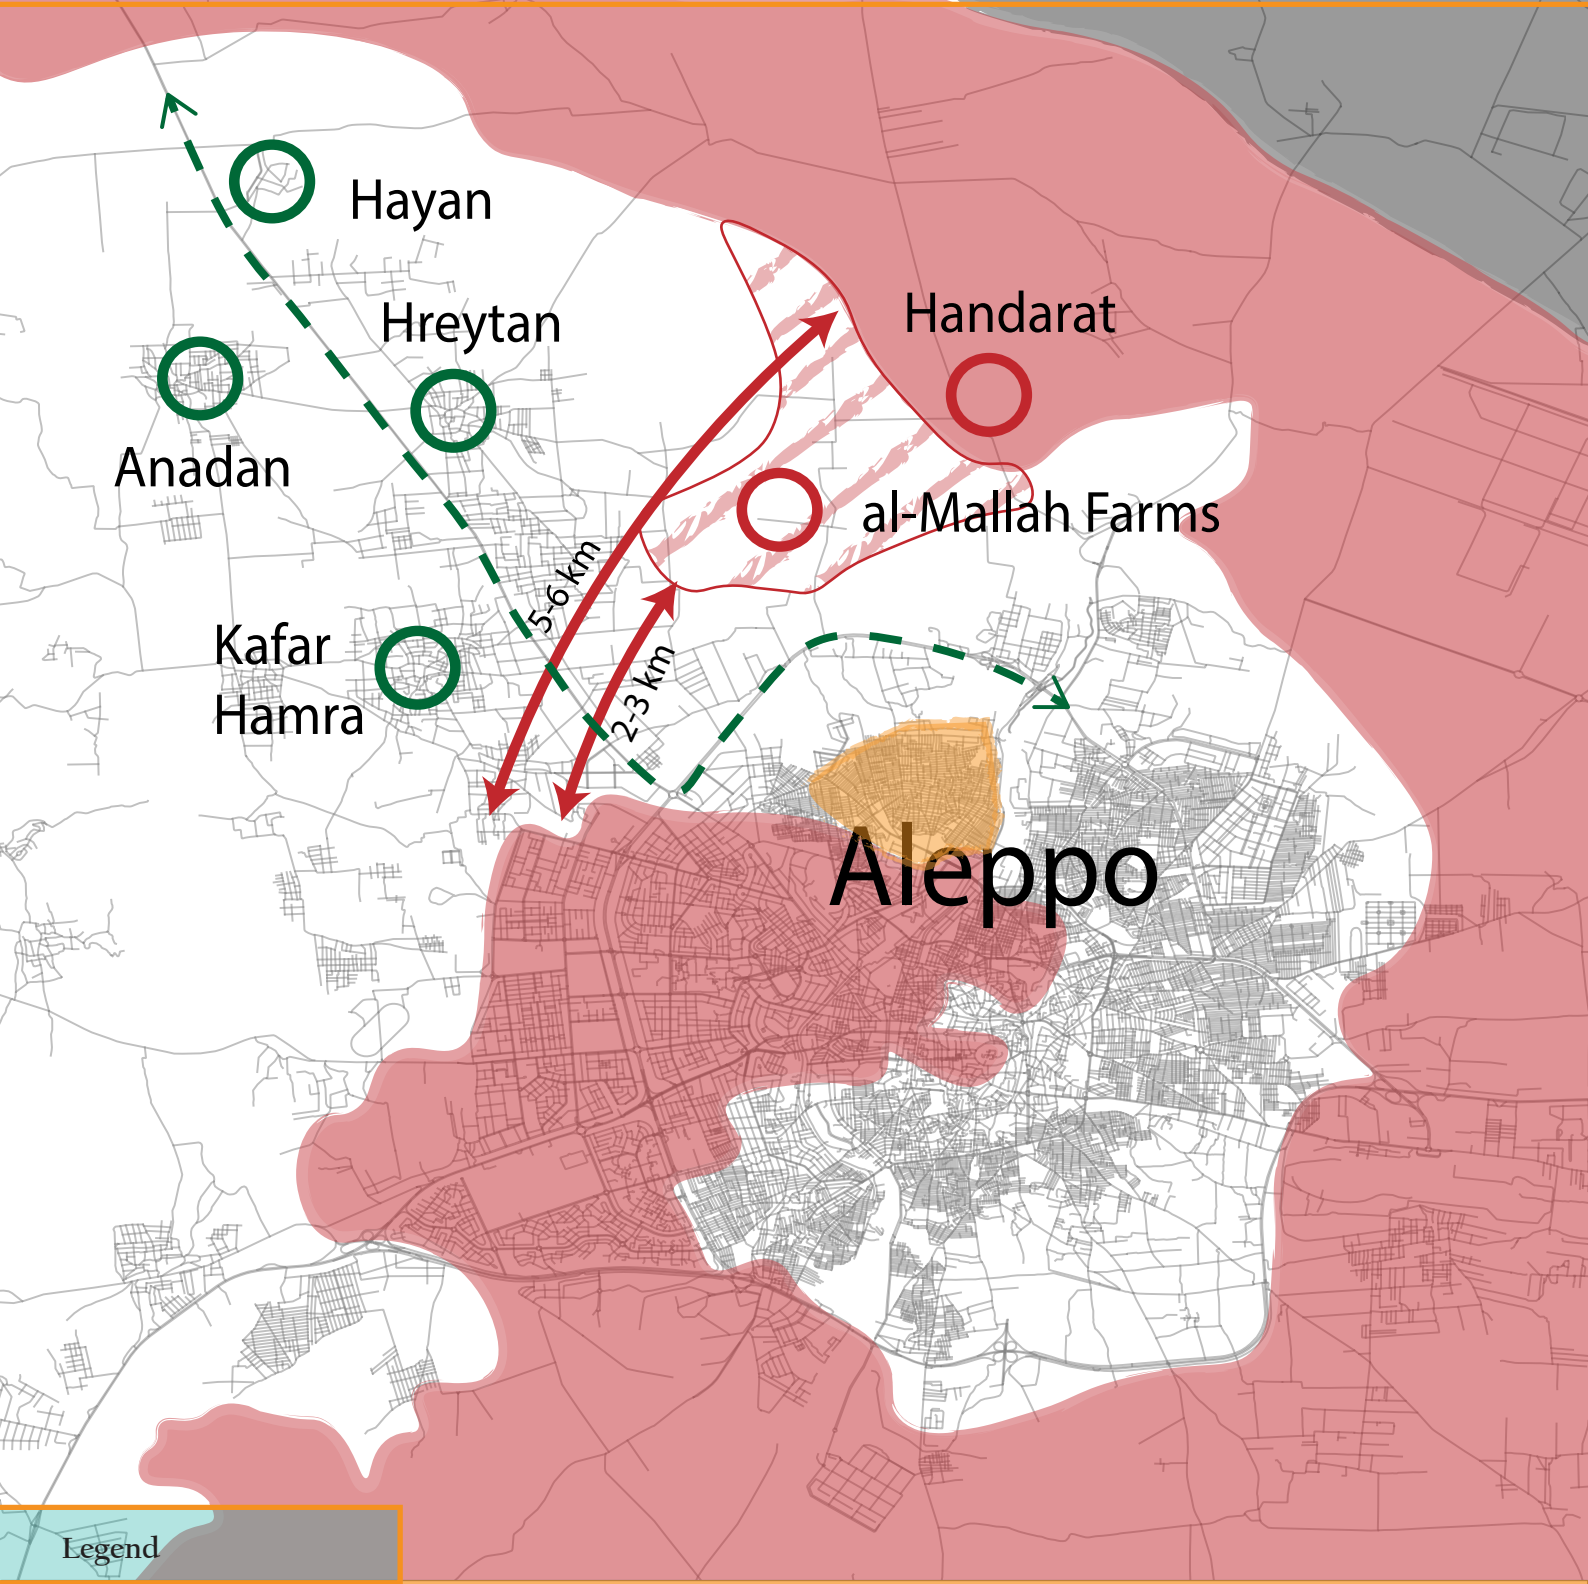 Hayan
Handarat
Hreytan
Anadan
al-Mallah Farms
5-6 km
Kafar
Hamra
2-3 km
Aleppo
Legend